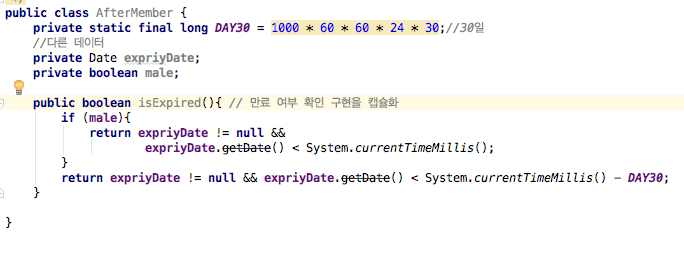 public class AfterMember {
private static final long DAY30 = 1000 * 60 * 60 * 24 * 30;//30일
//다른 데이터
private Date expriyDate;
private boolean male;
public boolean isExpired(){ // 만료 여부 확인 구현을 캡슐화
if (male){
return expriyDate != null &&
expriyDate.getDate() < System.currentTimeMillis();
}
return expriyDate != null && expriyDate.getDate() < System.currentTimeMillis() - DAY30;
}
}